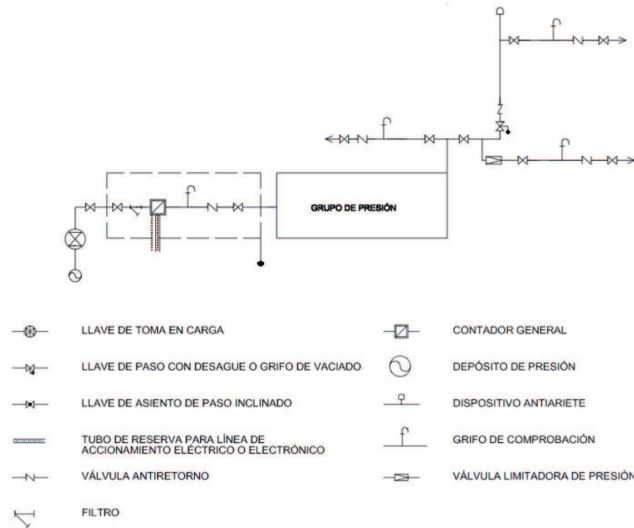 GRUPO DE PRESIÓN
LLAVE DE TOMA EN CARGA
CONTADOR GENERAL
LLAVE DE PASO CON DESAGUE O GRIFO DE VACIADO
DEPÓSITO DE PRESIÓN
LLAVE DE ASIENTO DE PASO INCLINADO
DISPOSITIVO ANTIARIETE
TUBO DE RESERVA PARA LÍNEA DE
ACCIONAMIENTO ELÉCTRICO O ELECTRÓNICO
GRIFO DE COMPROBACIÓN
VÁLVULA ANTIRETORNO
VÁLVULA LIMITADORA DE PRESIÓN
FILTRO